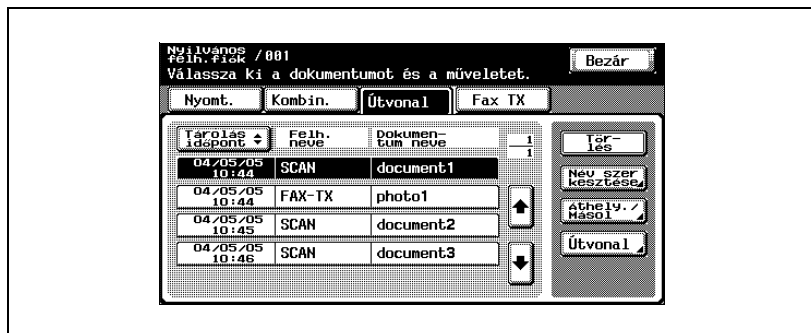 Nyilvános
felh.fiók /001
Válassza ki a dokumentumot és a műveletet.
Bezár
Nyomt. Kombin. Útvonal Fax TX
Tárolás
időpont
Felh.
neve
Dokumen-
tum neve
1
1
04/05/05
10:44
SCAN document1
04/05/05
10:44
FAX-TX photo1
04/05/05
10:45
SCAN document2
04/05/05
10:46
SCAN document3
Tör-
lés
Név szer
kesztése
Áthely./
Másol
Útvonal